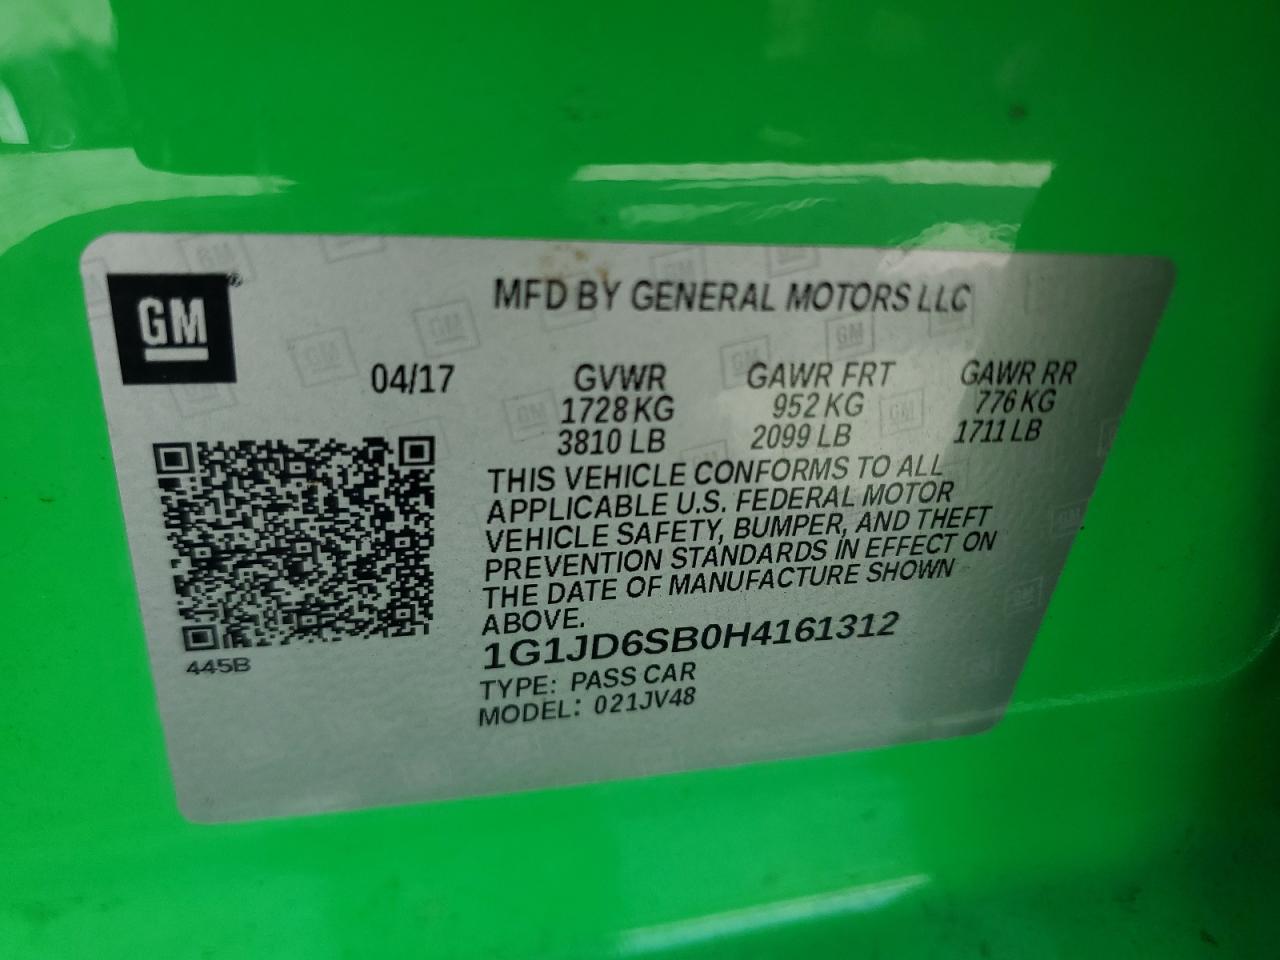 GM ®
MFD BY GENERAL MOTORS LLC
04/17 GVWR GAWR FRT GAWR RR
1728 KG 952 KG 776 KG
3810 LB 2099 LB 1711 LB
THIS VEHICLE CONFORMS TO ALL
APPLICABLE U.S. FEDERAL MOTOR
VEHICLE SAFETY, BUMPER, AND THEFT
PREVENTION STANDARDS IN EFFECT ON
THE DATE OF MANUFACTURE SHOWN
ABOVE.
1G1JD6SB0H4161312
TYPE: PASS CAR
MODEL: 021JV48
445B